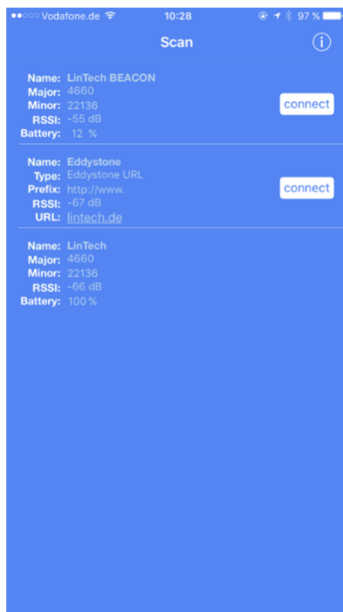 Vodafone.de 10:28 97 %
Scan
Name: LinTech BEACON
Major: 4660
Minor: 22136
RSSI: -55 dB
Battery: 12 %
connect
Name: Eddystone
Type: Eddystone URL
Prefix: http://www.
RSSI: -67 dB
URL: lintech.de
connect
Name: LinTech
Major: 4660
Minor: 22136
RSSI: -66 dB
Battery: 100 %